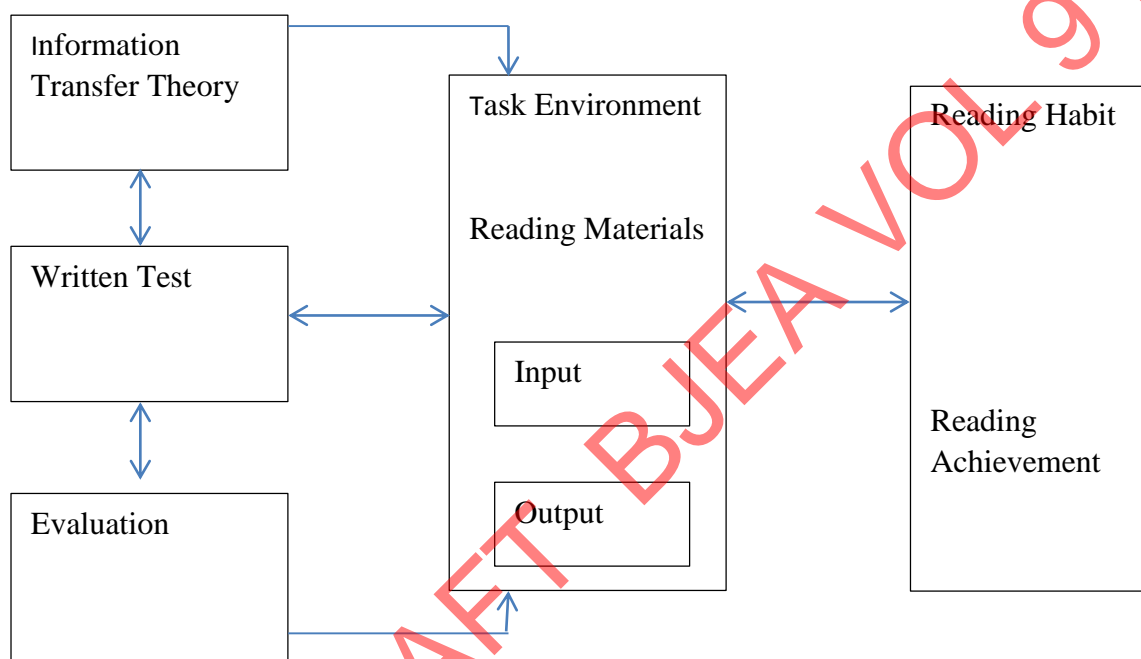 Information
Transfer Theory
Written Test
Evaluation
Task Environment
Reading Materials
Input
Output
Reading Habit
Reading
Achievement
AFT BJEA VOL 9